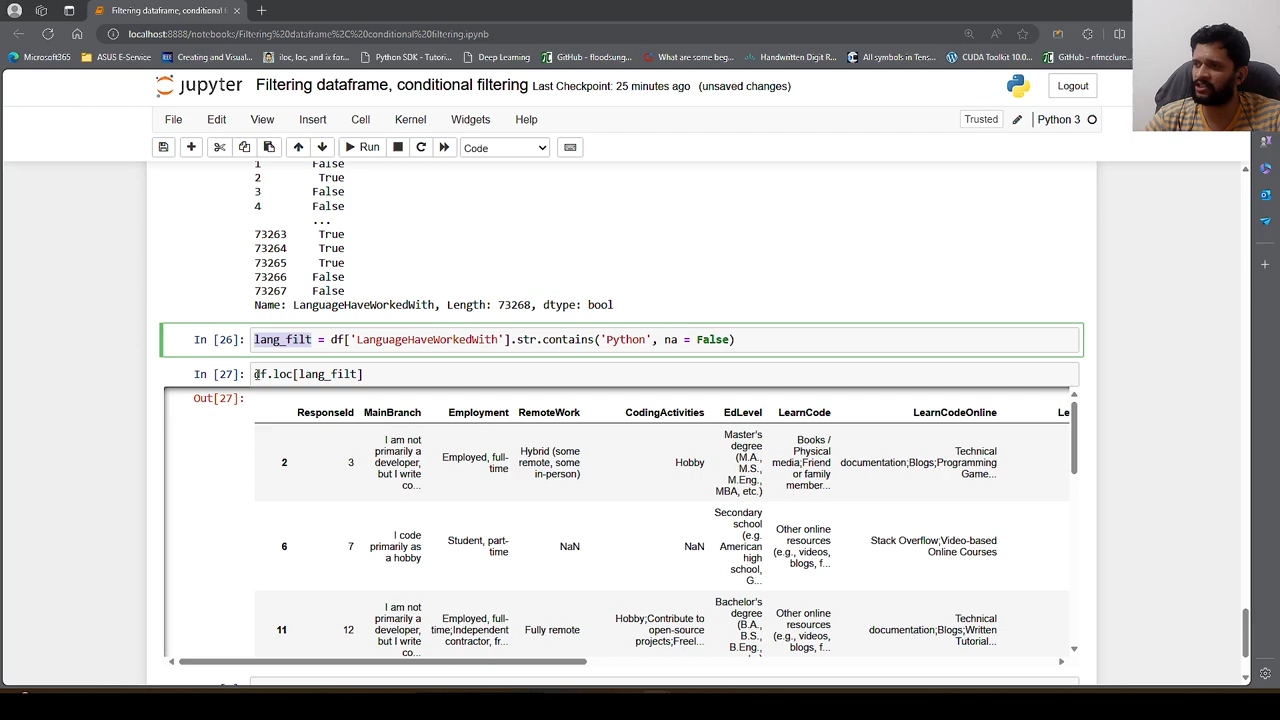 Filtering dataframe, conditional
localhost:8888/notebooks/Filtering%20dataframe%2C%20conditional%20filtering.ipynb
Microsoft365 ASUS E-Service Creating and Visual... iloc, loc, and ix for... Python SDK - Tutori... Deep Learning GitHub - floodsung... What are some beg... Handwritten Digit R... All symbols in Tens... CUDA Toolkit 10.0 GitHub - nfmcclure...
jupyter Filtering dataframe, conditional filtering Last Checkpoint: 25 minutes ago (unsaved changes) Logout
File Edit View Insert Cell Kernel Widgets Help Trusted Python 3
Run Code
1 False
2 True
3 False
4 False
...
73263 True
73264 True
73265 True
73266 False
73267 False
Name: LanguageHaveWorkedWith, Length: 73268, dtype: bool
In [26]: lang_filt = df['LanguageHaveWorkedWith'].str.contains('Python', na = False)
In [27]: df.loc[lang_filt]
Out[27]:
ResponseId MainBranch Employment RemoteWork CodingActivities EdLevel LearnCode LearnCodeOnline Le
2 3 I am not primarily a developer, but I write co... Employed, full-time Hybrid (some remote, some in-person) Hobby Master's degree (M.A., M.S., M.Eng., MBA, etc.) Books / Physical media;Friend or family member... Technical documentation;Blogs;Programming Game...
6 7 I code primarily as a hobby Student, part-time NaN NaN Secondary school (e.g. American high school, G... Other online resources (e.g., videos, blogs, f... Stack Overflow;Video-based Online Courses
11 12 I am not primarily a developer, but I write co... Employed, full-time;Independent contractor, fr... Fully remote Hobby;Contribute to open-source projects;Freel... Bachelor's degree (B.A., B.S., B.Eng., Other online resources (e.g., videos, blogs, f... Technical documentation;Blogs;Written Tutorial...